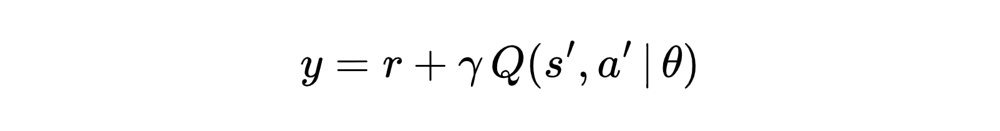 y = r + γ Q(s′, a′ | θ)